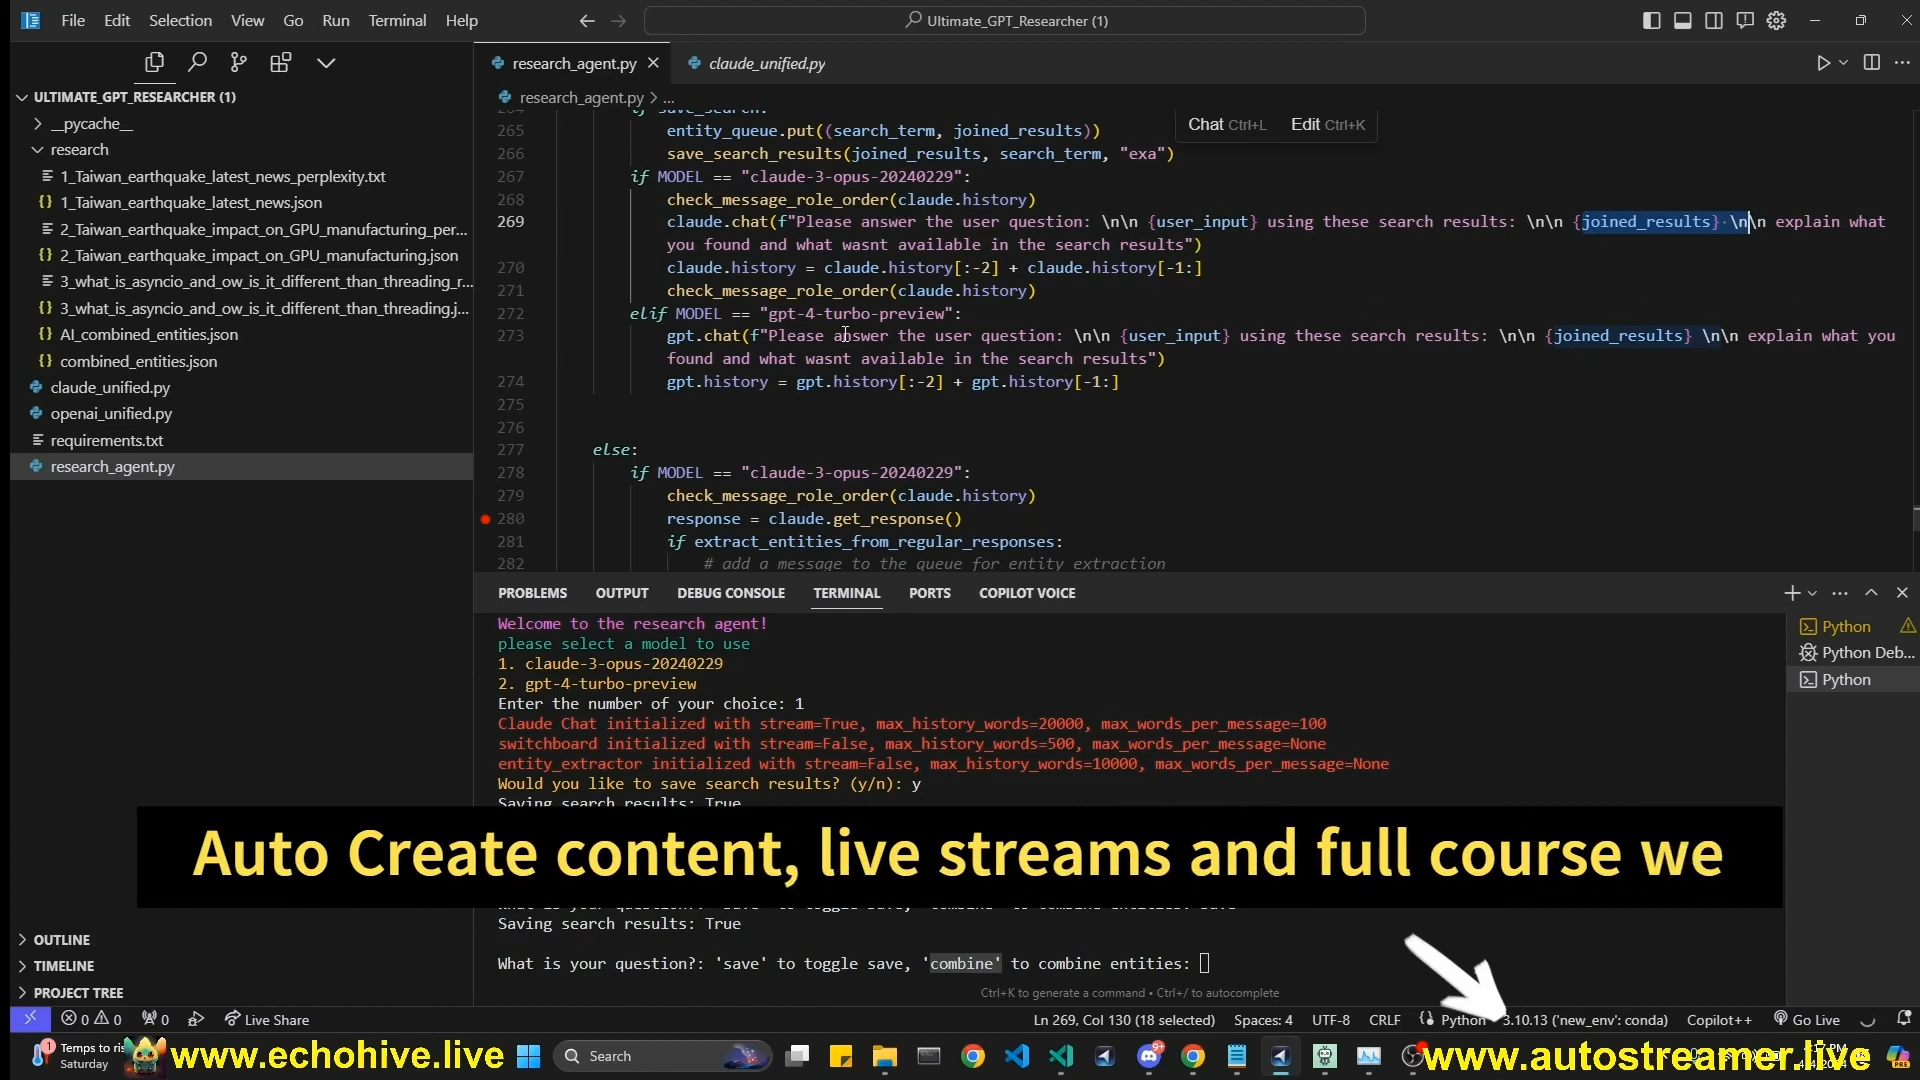 File Edit Selection View Go Run Terminal Help
Ultimate_GPT_Researcher (1)
research_agent.py
claude_unified.py
ULTIMATE_GPT_RESEARCHER (1)
research_agent.py > ...
__pycache__
research
1_Taiwan_earthquake_latest_news_perplexity.txt
1_Taiwan_earthquake_latest_news.json
2_Taiwan_earthquake_impact_on_GPU_manufacturing_per...
2_Taiwan_earthquake_impact_on_GPU_manufacturing.json
3_what_is_asyncio_and_ow_is_it_different_than_threading_r...
3_what_is_asyncio_and_ow_is_it_different_than_threading_j...
AI_combined_entities.json
combined_entities.json
claude_unified.py
openai_unified.py
requirements.txt
research_agent.py
OUTLINE
TIMELINE
PROJECT TREE
Chat Ctrl+L Edit Ctrl+K
264 if save_search:
265 entity_queue.put((search_term, joined_results))
266 save_search_results(joined_results, search_term, "exa")
267 if MODEL == "claude-3-opus-20240229":
268 check_message_role_order(claude.history)
269 claude.chat(f"Please answer the user question: \n\n {user_input} using these search results: \n\n {joined_results} \n\n explain what
you found and what wasnt available in the search results")
270 claude.history = claude.history[:-2] + claude.history[-1:]
271 check_message_role_order(claude.history)
272 elif MODEL == "gpt-4-turbo-preview":
273 gpt.chat(f"Please answer the user question: \n\n {user_input} using these search results: \n\n {joined_results} \n\n explain what you
found and what wasnt available in the search results")
274 gpt.history = gpt.history[:-2] + gpt.history[-1:]
275
276
277 else:
278 if MODEL == "claude-3-opus-20240229":
279 check_message_role_order(claude.history)
280 response = claude.get_response()
281 if extract_entities_from_regular_responses:
282 # add a message to the queue for entity extraction
PROBLEMS OUTPUT DEBUG CONSOLE TERMINAL PORTS COPILOT VOICE
Welcome to the research agent!
please select a model to use
1. claude-3-opus-20240229
2. gpt-4-turbo-preview
Enter the number of your choice: 1
Claude Chat initialized with stream=True, max_history_words=20000, max_words_per_message=100
switchboard initialized with stream=False, max_history_words=500, max_words_per_message=None
entity_extractor initialized with stream=False, max_history_words=10000, max_words_per_message=None
Would you like to save search results? (y/n): y
Saving search results: True
Auto Create content, live streams and full course we
Saving search results: True
What is your question?: 'save' to toggle save, 'combine' to combine entities:
Ctrl+K to generate a command • Ctrl+/ to autocomplete
Python
Python Deb...
Python
0 0 0 Live Share
Ln 269, Col 130 (18 selected) Spaces: 4 UTF-8 CRLF Python 3.10.13 ('new_env': conda) Copilot++ Go Live
1 Temps to ris
Saturday
www.echohive.live
Search
9+
www.autostreamer.live